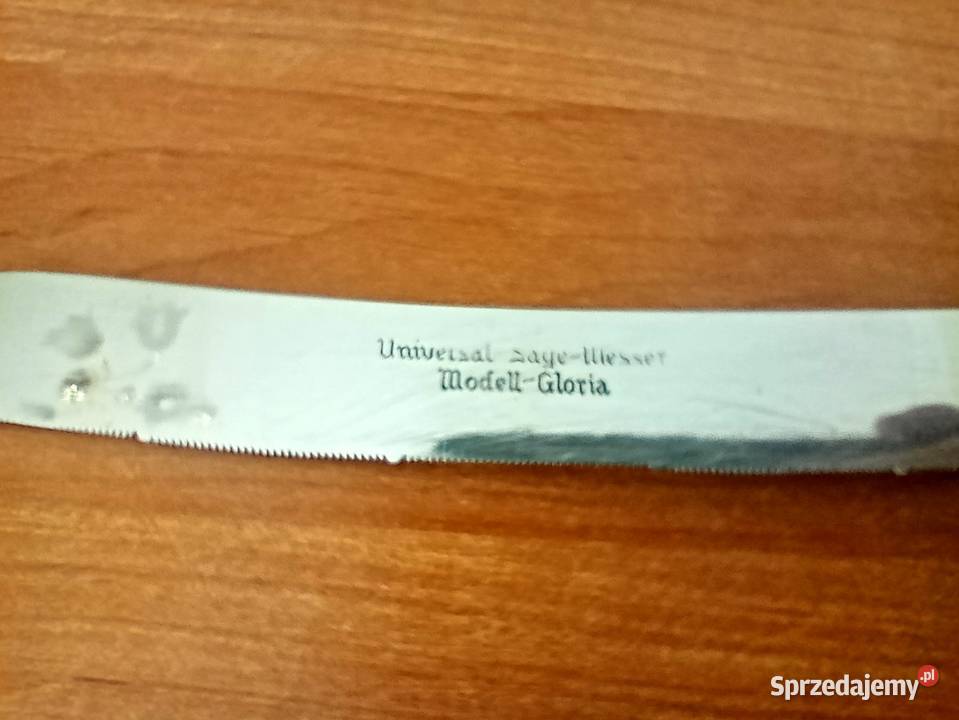 Universal Säge-Messer
Modell-Gloria
Sprzedajemy.pl